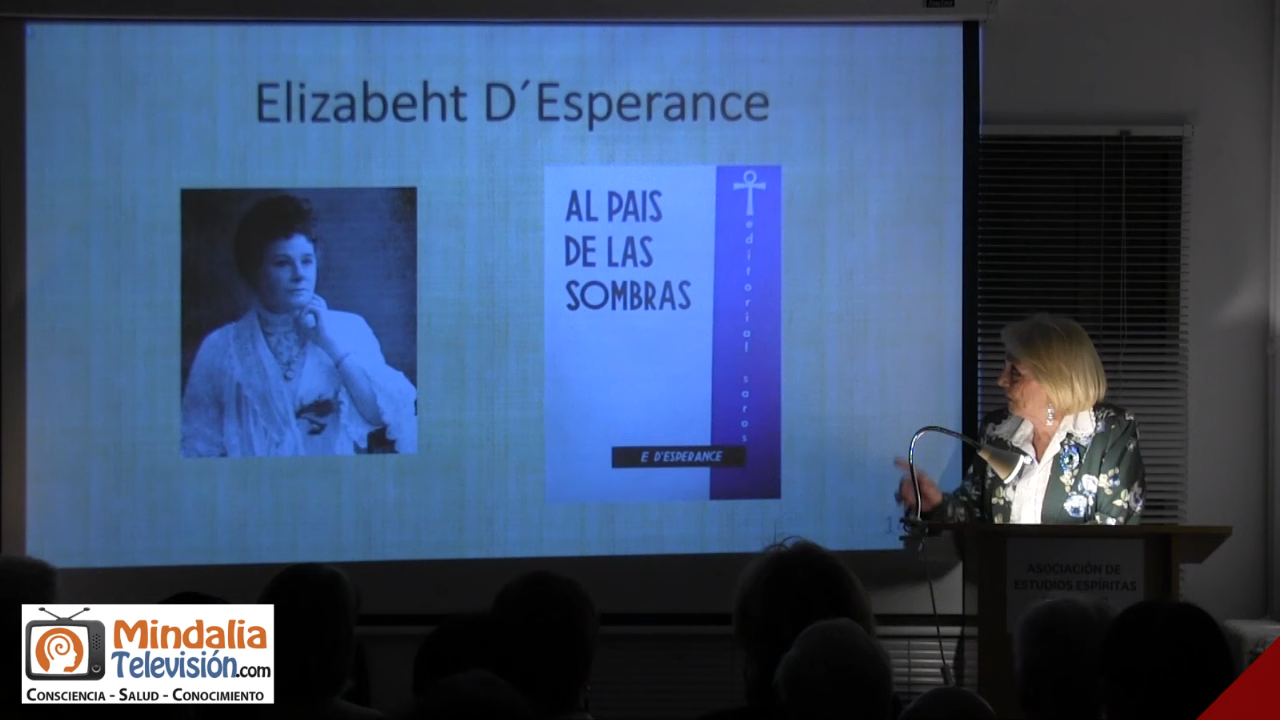 Elizabeht D´Esperance
AL PAIS
DE LAS
SOMBRAS
editorial saros
E D'ESPERANCE
ASOCIACIÓN DE
ESTUDIOS ESPÍRITAS
Mindalia
Televisión.com
CONSCIENCIA - SALUD - CONOCIMIENTO